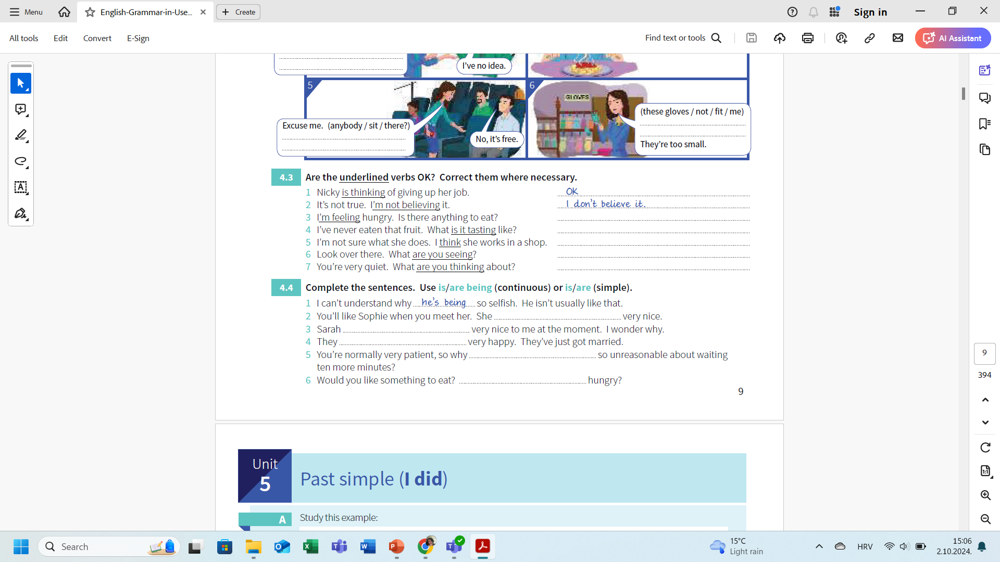 Menu
English-Grammar-in-Use...
Create
Sign in
All tools
Edit
Convert
E-Sign
Find text or tools
AI Assistant
I've no idea.
5
Excuse me. (anybody / sit / there?)
No, it's free.
6
GLOVES
(these gloves / not / fit / me)
They're too small.
4.3 Are the underlined verbs OK? Correct them where necessary.
1 Nicky is thinking of giving up her job. OK
2 It's not true. I'm not believing it. I don't believe it.
3 I'm feeling hungry. Is there anything to eat?
4 I've never eaten that fruit. What is it tasting like?
5 I'm not sure what she does. I think she works in a shop.
6 Look over there. What are you seeing?
7 You're very quiet. What are you thinking about?
4.4 Complete the sentences. Use is/are being (continuous) or is/are (simple).
1 I can't understand why he's being so selfish. He isn't usually like that.
2 You'll like Sophie when you meet her. She very nice.
3 Sarah very nice to me at the moment. I wonder why.
4 They very happy. They've just got married.
5 You're normally very patient, so why so unreasonable about waiting
ten more minutes?
6 Would you like something to eat? hungry?
9
9
394
Unit
5
Past simple (I did)
A
Study this example:
Search
15°C
Light rain
HRV
15:06
2.10.2024.